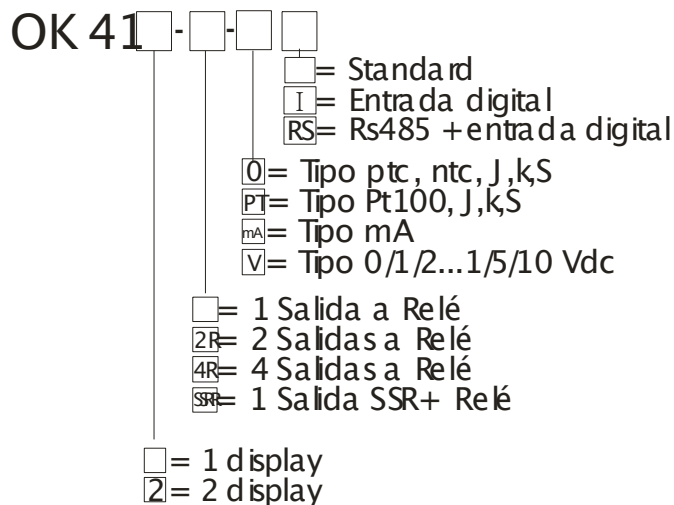 OK 41 - -
= Standard
I = Entrada digital
RS = Rs485 + entrada digital
0 = Tipo ptc, ntc, J,k,S
PT = Tipo Pt100, J,k,S
mA = Tipo mA
V = Tipo 0/1/2...1/5/10 Vdc
= 1 Salida a Relé
2R = 2 Salidas a Relé
4R = 4 Salidas a Relé
SRR = 1 Salida SSR+ Relé
= 1 display
2 = 2 display